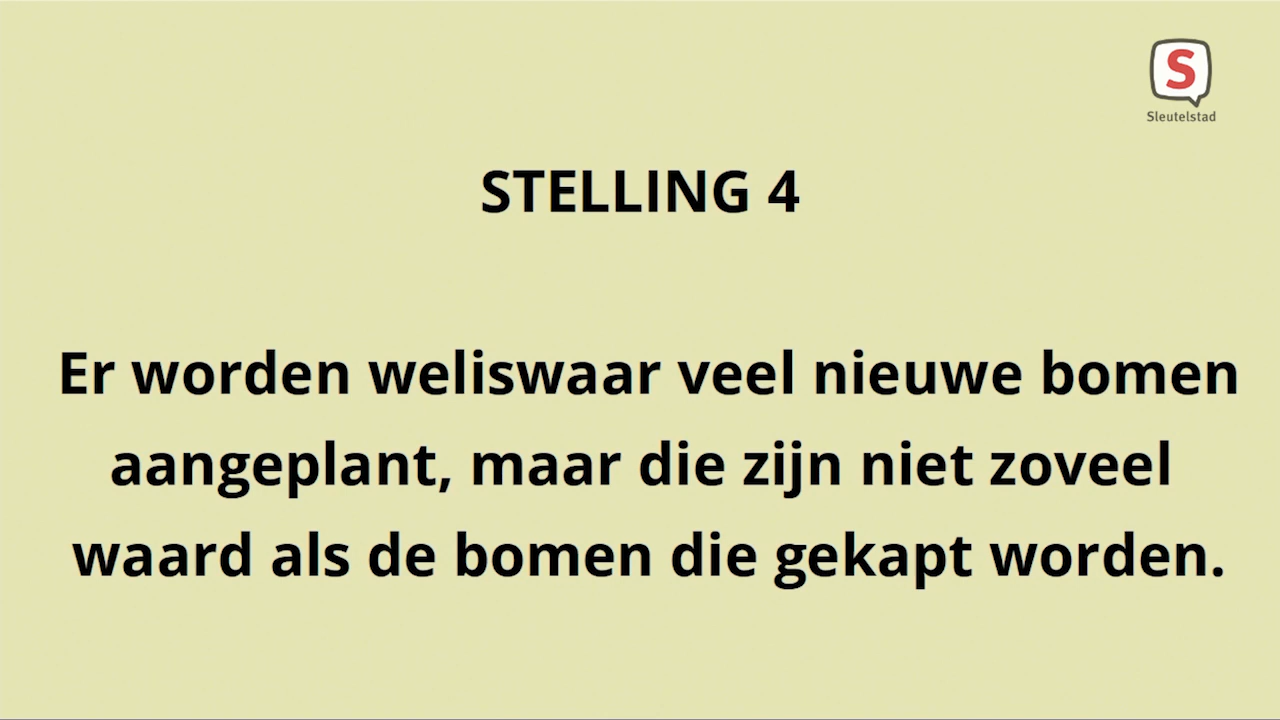 S
Sleutelstad
STELLING 4
Er worden weliswaar veel nieuwe bomen
aangeplant, maar die zijn niet zoveel
waard als de bomen die gekapt worden.